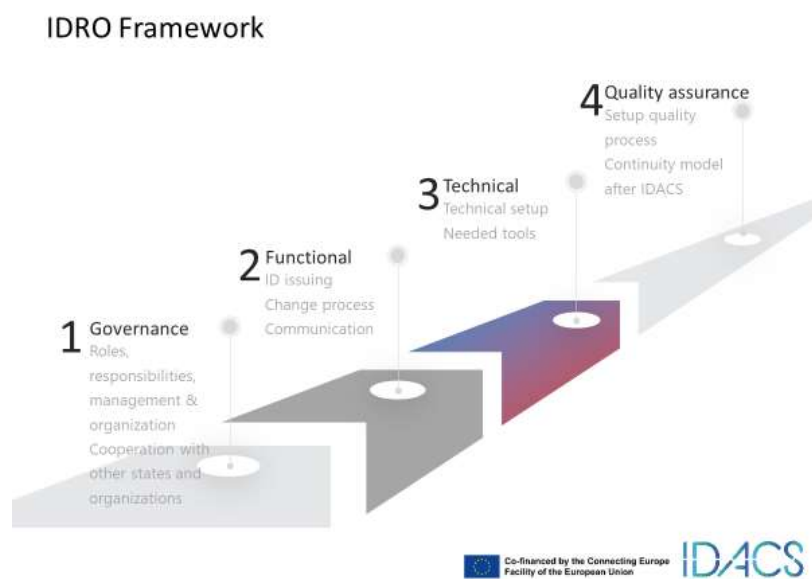 IDRO Framework
1 Governance
Roles,
responsibilities,
management &
organization
Cooperation with
other states and
organizations
2 Functional
ID issuing
Change process
Communication
3 Technical
Technical setup
Needed tools
4 Quality assurance
Setup quality
process
Continuity model
after IDACS
Co-financed by the Connecting Europe
Facility of the European Union
IDACS